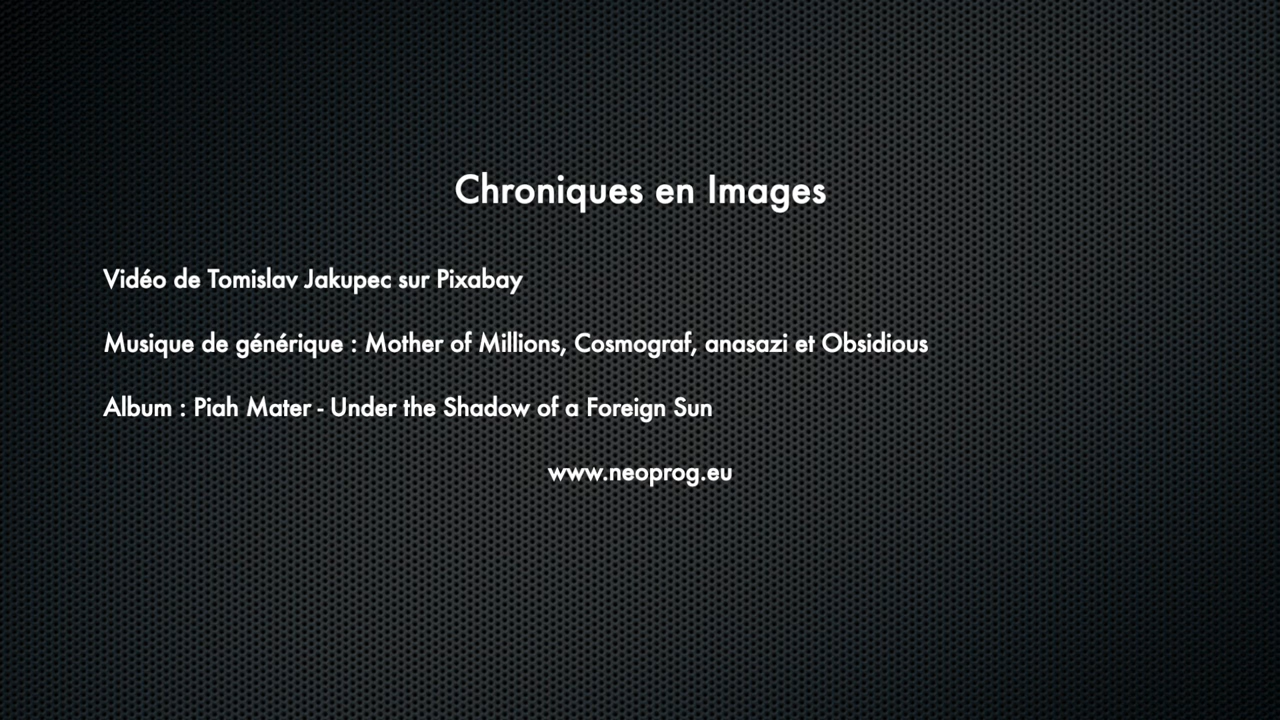 Chroniques en Images
Vidéo de Tomislav Jakupec sur Pixabay
Musique de générique : Mother of Millions, Cosmograf, anasazi et Obsidious
Album : Piah Mater - Under the Shadow of a Foreign Sun
www.neoprog.eu